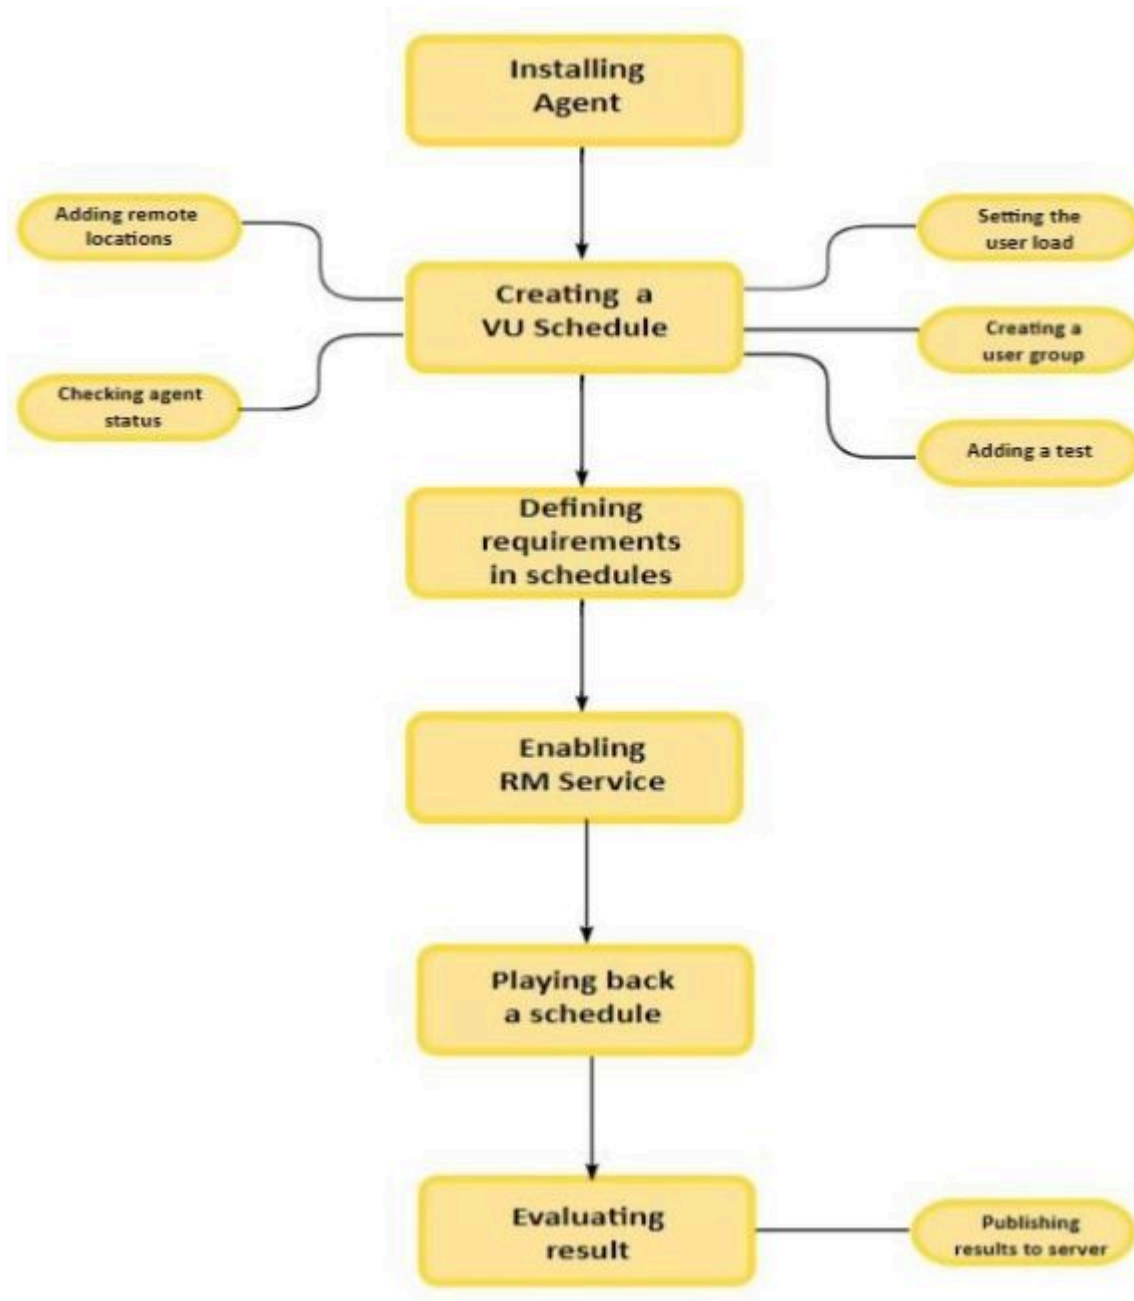 Installing
Agent
Adding remote
locations
Setting the
user load
Creating a
VU Schedule
Creating a
user group
Checking agent
status
Adding a test
Defining
requirements
in schedules
Enabling
RM Service
Playing back
a schedule
Evaluating
result
Publishing
results to server